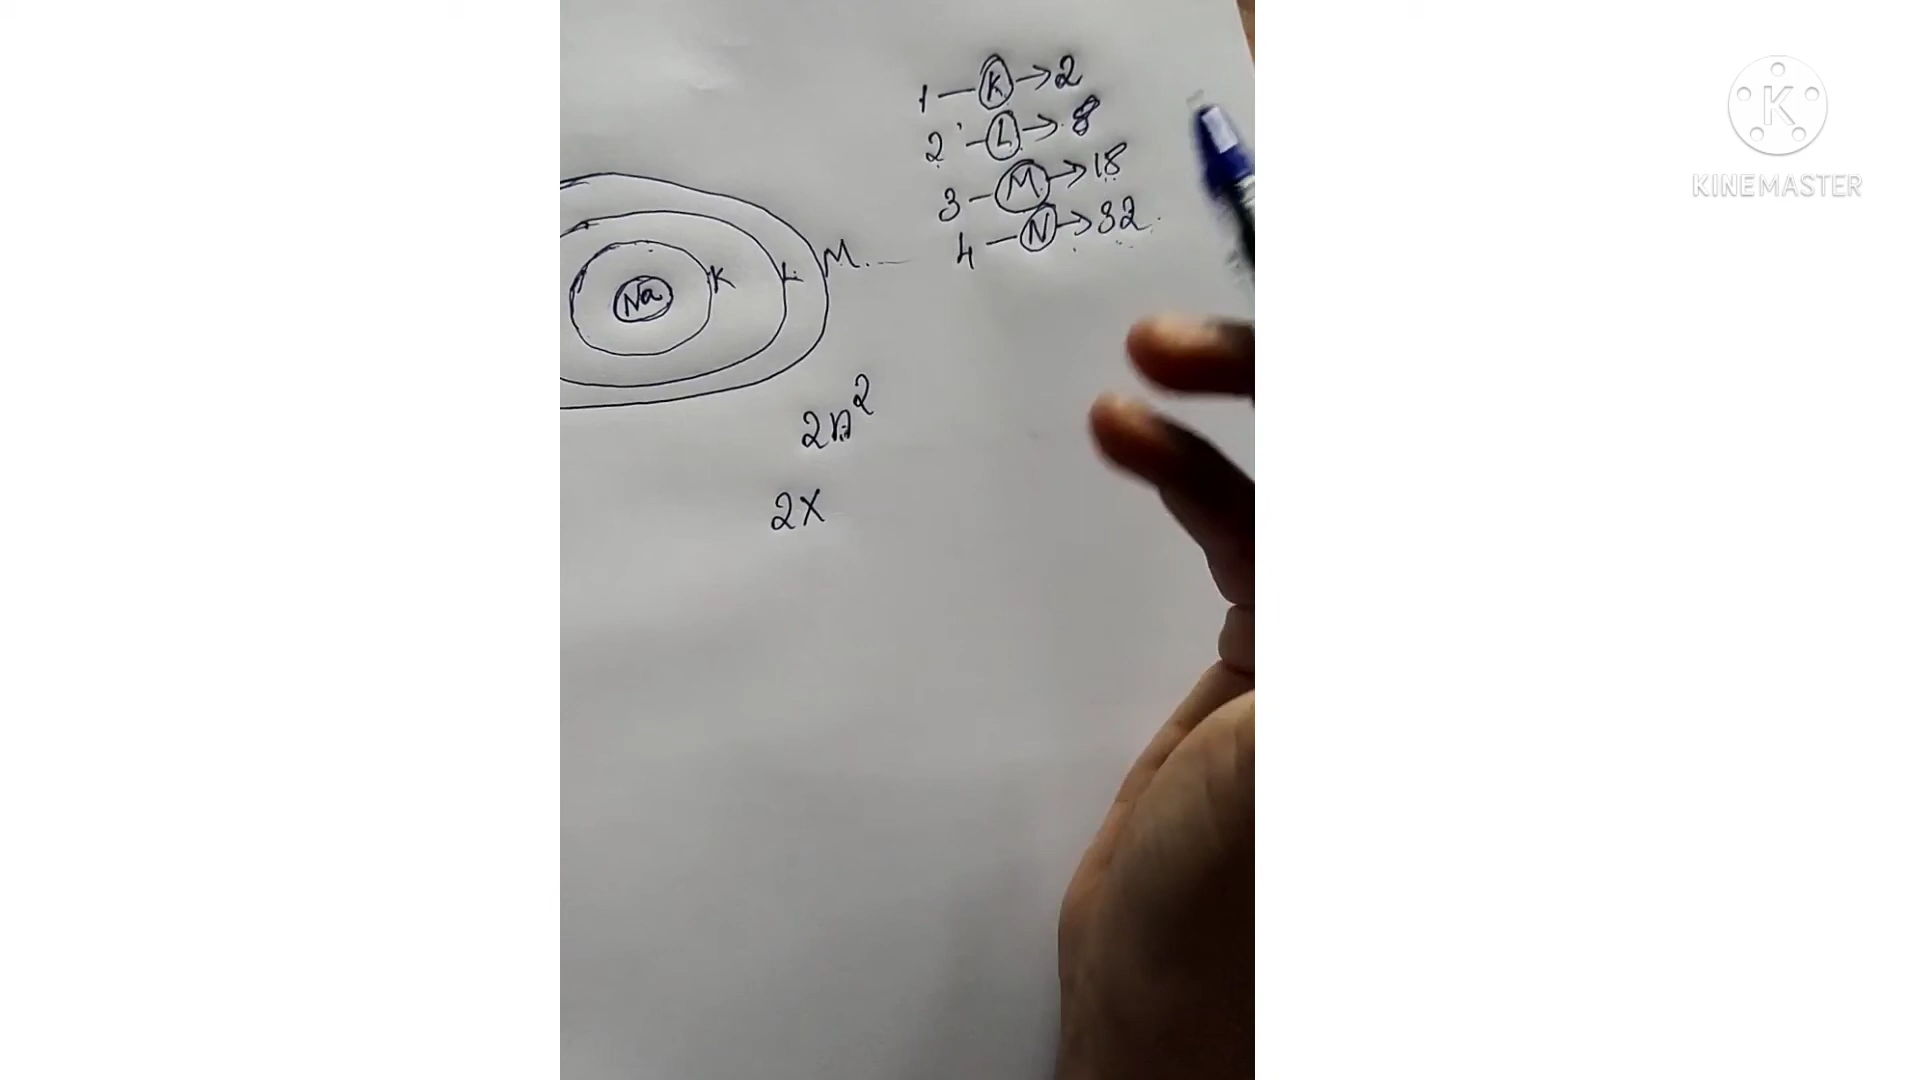 1 — K → 2
2 — L → 8
3 — M → 18
4 — N → 32
Na K L M
2n²
2X
K
KINEMASTER